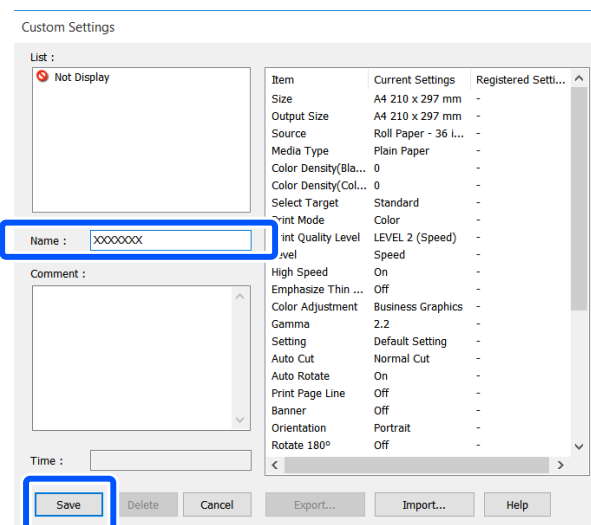 Custom Settings
List :
Not Display
Name :
XXXXXXX
Comment :
Time :
Item Current Settings Registered Setti...
Size A4 210 x 297 mm -
Output Size A4 210 x 297 mm -
Source Roll Paper - 36 i... -
Media Type Plain Paper -
Color Density(Bla... 0 -
Color Density(Col... 0 -
Select Target Standard -
Print Mode Color -
Print Quality Level LEVEL 2 (Speed) -
Level Speed -
High Speed On -
Emphasize Thin ... Off -
Color Adjustment Business Graphics -
Gamma 2.2 -
Setting Default Setting -
Auto Cut Normal Cut -
Auto Rotate On -
Print Page Line Off -
Banner Off -
Orientation Portrait -
Rotate 180° Off -
Save Delete Cancel Export... Import... Help